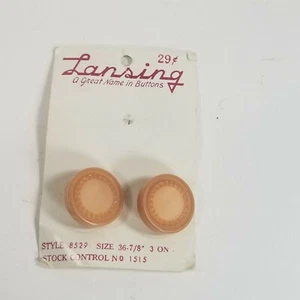 29¢
Lansing
A Great Name in Buttons
STYLE 8529 SIZE 36-7/8" 3 ON
STOCK CONTROL NO 1515